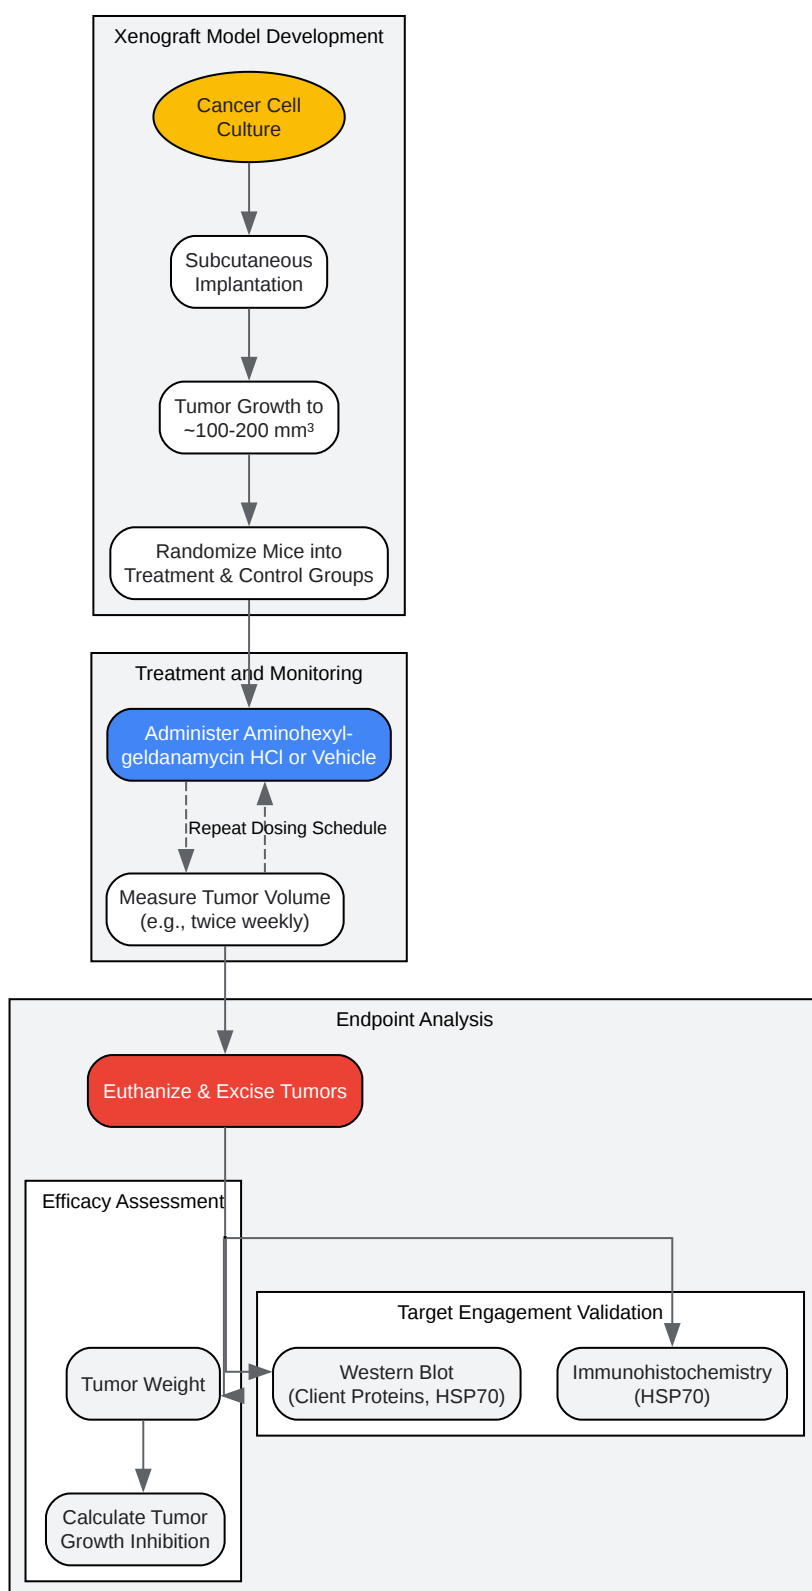 Xenograft Model Development
Cancer Cell
Culture
Subcutaneous
Implantation
Tumor Growth to
~100-200 mm³
Randomize Mice into
Treatment & Control Groups
Treatment and Monitoring
Administer Aminohexyl-
geldanamycin HCl or Vehicle
Repeat Dosing Schedule
Measure Tumor Volume
(e.g., twice weekly)
Endpoint Analysis
Euthanize & Excise Tumors
Efficacy Assessment
Target Engagement Validation
Tumor Weight
Western Blot
(Client Proteins, HSP70)
Immunohistochemistry
(HSP70)
Calculate Tumor
Growth Inhibition